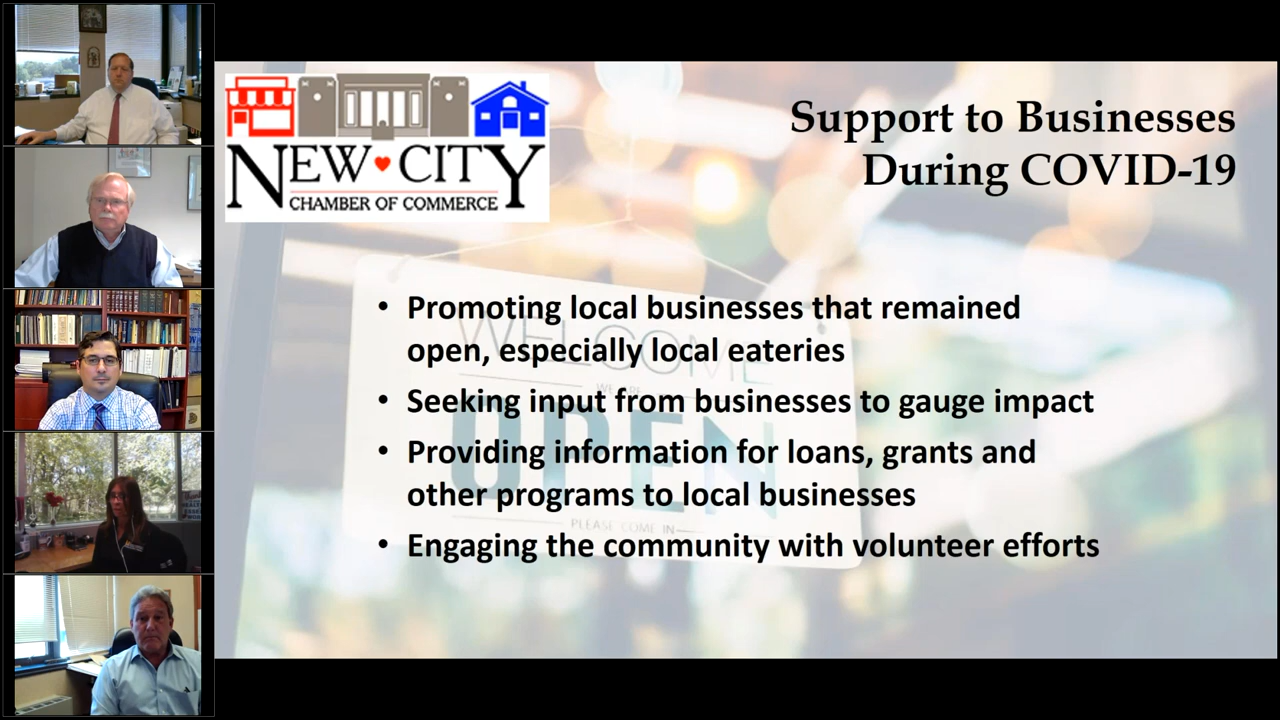 NEW CITY
CHAMBER OF COMMERCE
Support to Businesses
During COVID-19
• Promoting local businesses that remained
open, especially local eateries
• Seeking input from businesses to gauge impact
• Providing information for loans, grants and
other programs to local businesses
• Engaging the community with volunteer efforts
WELCOME
WE ARE
OPEN
PLEASE COME IN